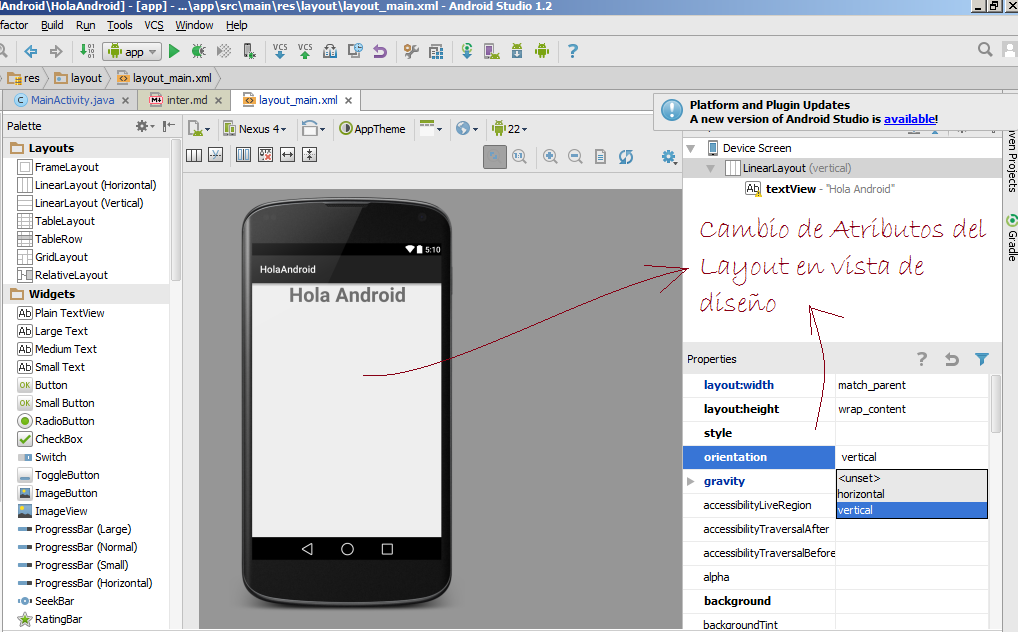 Android\HolaAndroid] - [app] - ...\app\src\main\res\layout\layout_main.xml - Android Studio 1.2
factor Build Run Tools VCS Window Help
app VCS VCS ?
res layout layout_main.xml
MainActivity.java inter.md layout_main.xml
Platform and Plugin Updates
A new version of Android Studio is available!
Palette
Nexus 4 AppTheme 22
Layouts
FrameLayout
LinearLayout (Horizontal)
LinearLayout (Vertical)
TableLayout
TableRow
GridLayout
RelativeLayout
Widgets
Plain TextView
Large Text
Medium Text
Small Text
Button
Small Button
RadioButton
CheckBox
Switch
ToggleButton
ImageButton
ImageView
ProgressBar (Large)
ProgressBar (Normal)
ProgressBar (Small)
ProgressBar (Horizontal)
SeekBar
RatingBar
5:10
HolaAndroid
Hola Android
Device Screen
LinearLayout (vertical)
textView - "Hola Android"
Cambio de Atributos del
Layout en vista de
diseño
Properties ?
layout:width match_parent
layout:height wrap_content
style
orientation vertical
gravity
<unset>
horizontal
vertical
accessibilityLiveRegion
accessibilityTraversalAfter
accessibilityTraversalBefore
alpha
background
backgroundTint
Projects
Gradle